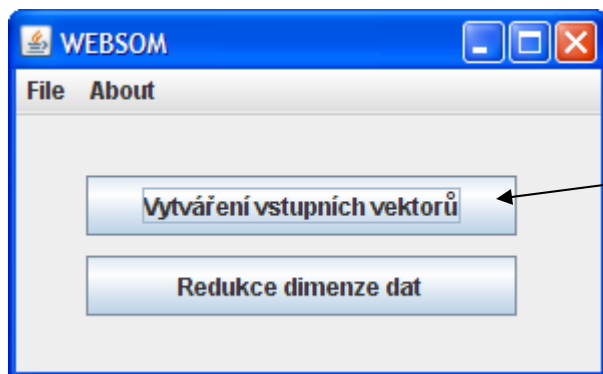 WEBSOM
File About
Vytváření vstupních vektorů
Redukce dimenze dat